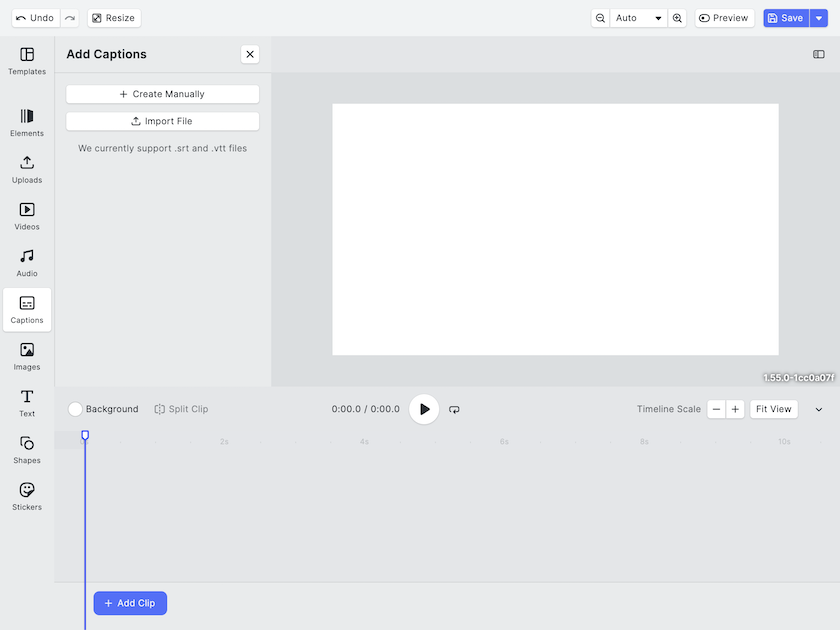 Undo
Resize
Auto
Preview
Save
Templates
Elements
Uploads
Videos
Audio
Captions
Images
Text
Shapes
Stickers
Add Captions
Create Manually
Import File
We currently support .srt and .vtt files
1.55.0-1cc0a07f
Background
Split Clip
0:00.0 / 0:00.0
Timeline Scale
Fit View
2s
4s
6s
8s
10s
Add Clip